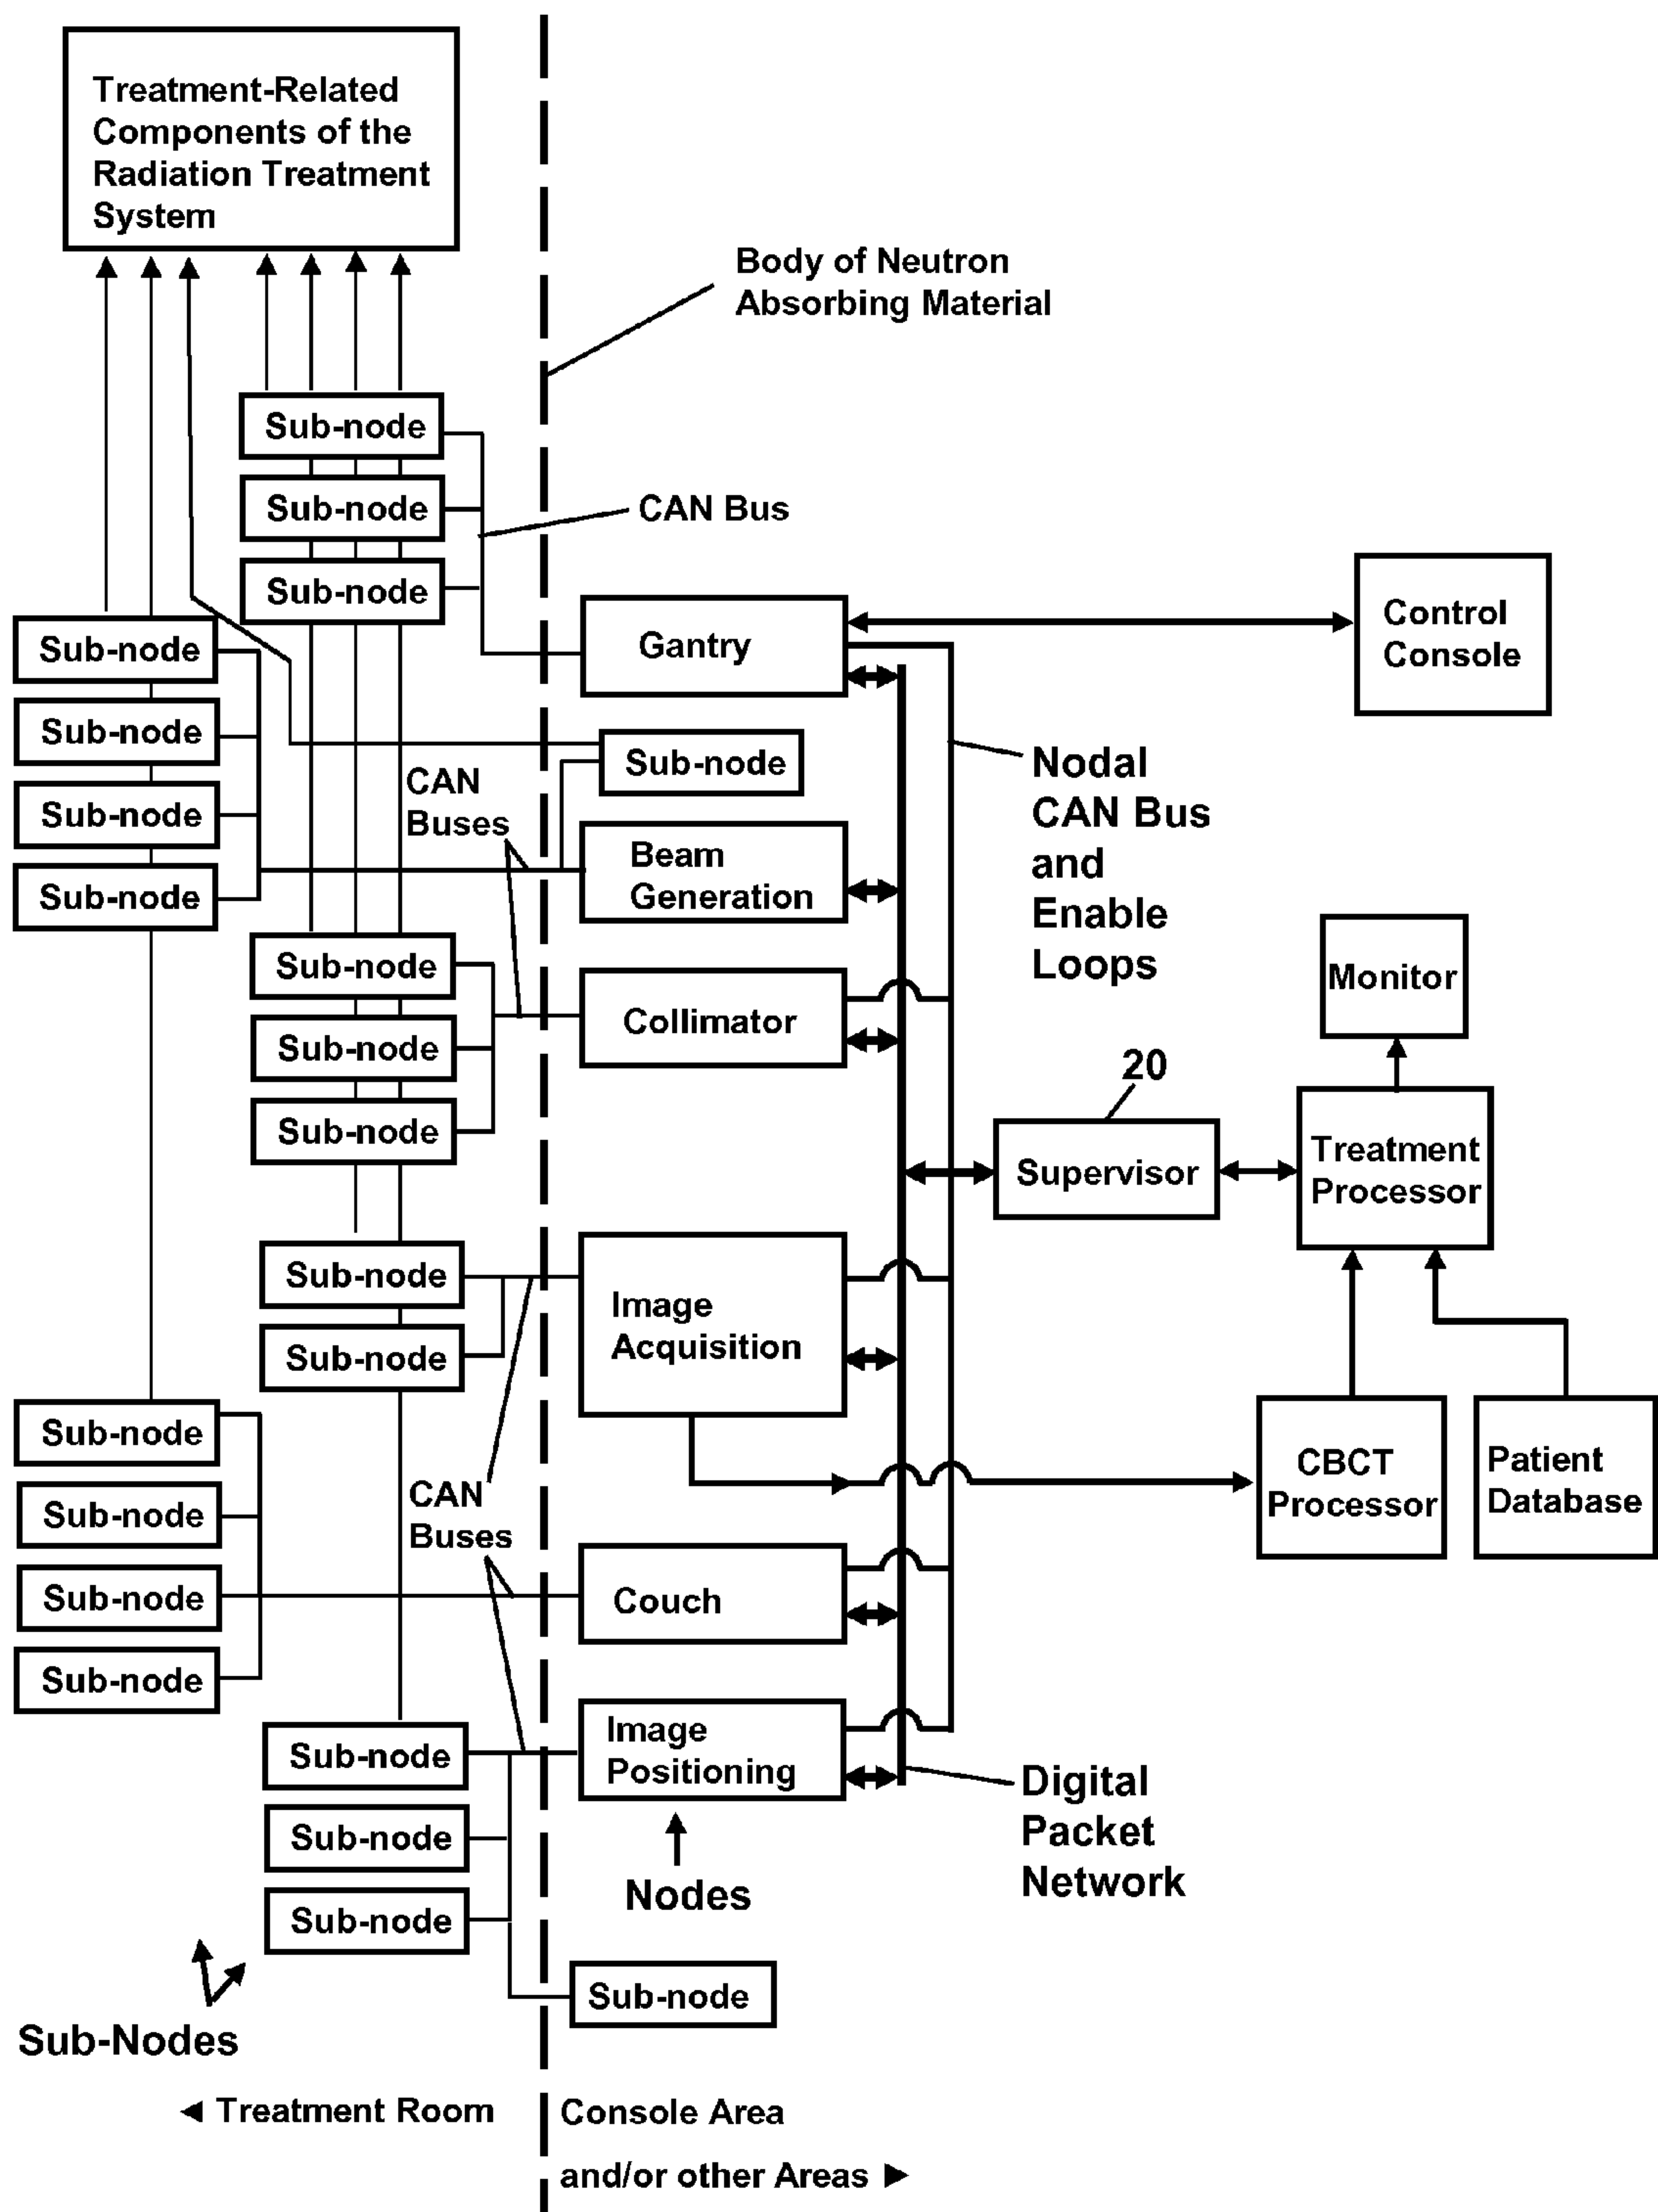 Treatment-Related
Components of the
Radiation Treatment
System
Body of Neutron
Absorbing Material
Sub-node
Sub-node
CAN Bus
Sub-node
Control
Console
Gantry
Sub-node
Sub-node
Sub-node
Nodal
CAN Bus
and
Enable
Loops
CAN
Buses
Sub-node
Beam
Generation
Sub-node
Sub-node
Monitor
Collimator
Sub-node
Sub-node
20
Supervisor
Treatment
Processor
Sub-node
Image
Acquisition
Sub-node
Sub-node
CAN
Buses
CBCT
Processor
Patient
Database
Sub-node
Sub-node
Couch
Sub-node
Image
Positioning
Sub-node
Digital
Packet
Network
Sub-node
Nodes
Sub-node
Sub-node
Sub-Nodes
Treatment Room
Console Area
and/or other Areas